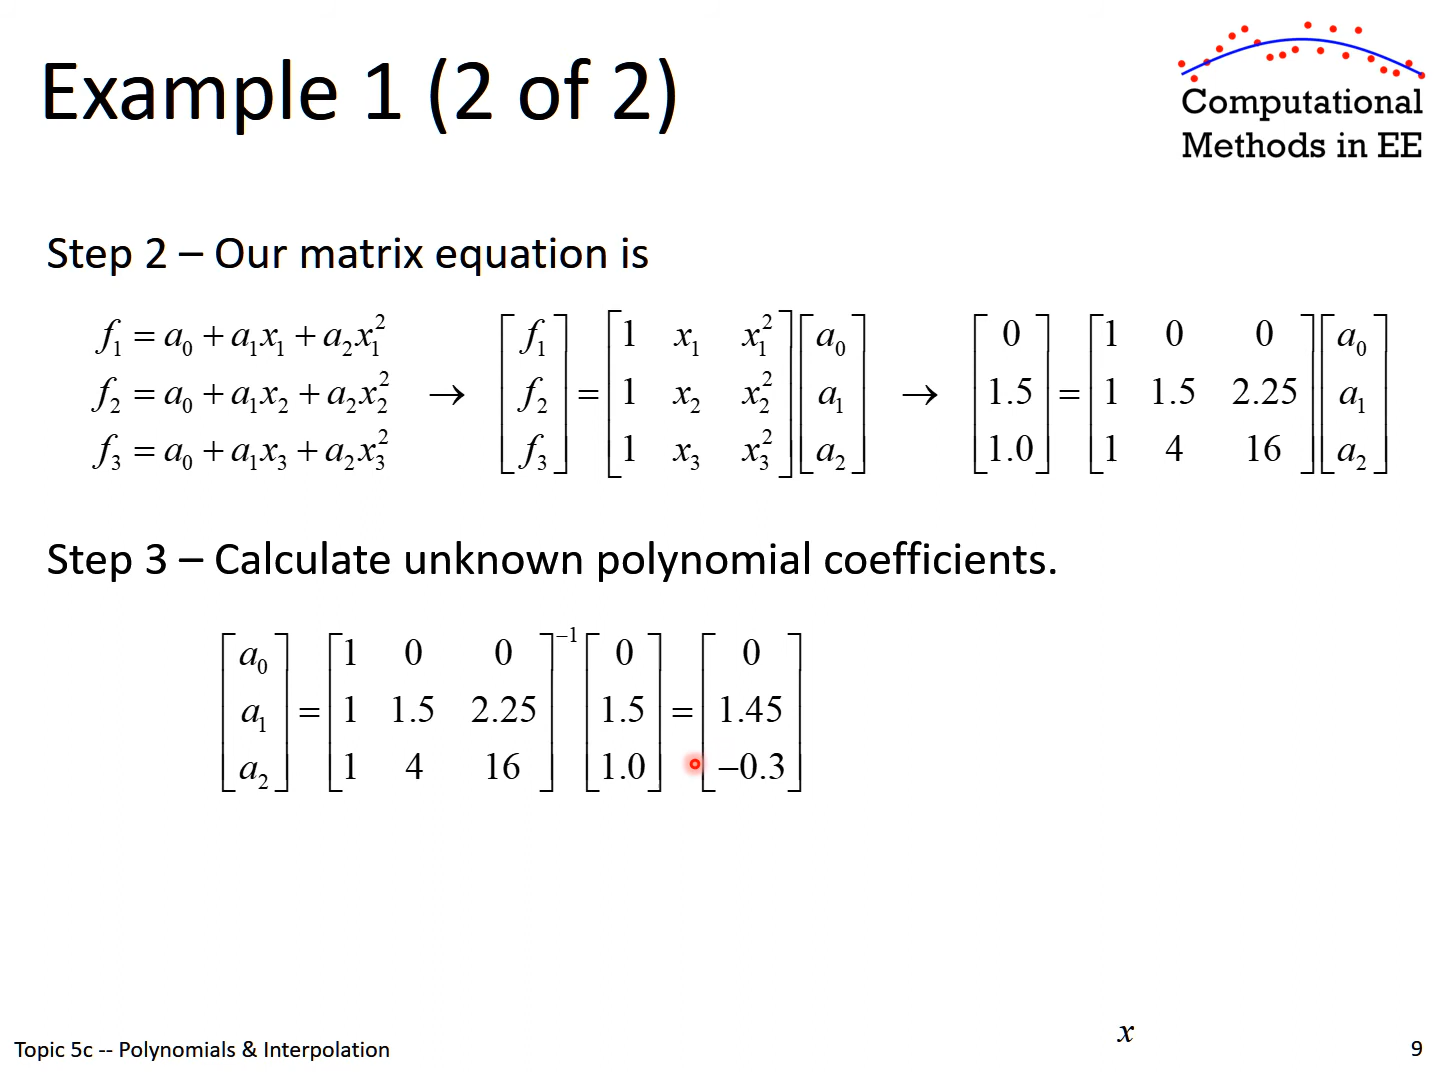 Example 1 (2 of 2)
Computational
Methods in EE
Step 2 – Our matrix equation is
f₁ = a₀ + a₁x₁ + a₂x₁²
f₂ = a₀ + a₁x₂ + a₂x₂²
f₃ = a₀ + a₁x₃ + a₂x₃²
→
[f₁; f₂; f₃] = [1 x₁ x₁²; 1 x₂ x₂²; 1 x₃ x₃²] [a₀; a₁; a₂]
→
[0; 1.5; 1.0] = [1 0 0; 1 1.5 2.25; 1 4 16] [a₀; a₁; a₂]
Step 3 – Calculate unknown polynomial coefficients.
[a₀; a₁; a₂] = [1 0 0; 1 1.5 2.25; 1 4 16]⁻¹ [0; 1.5; 1.0] = [0; 1.45; −0.3]
x
Topic 5c -- Polynomials & Interpolation
9